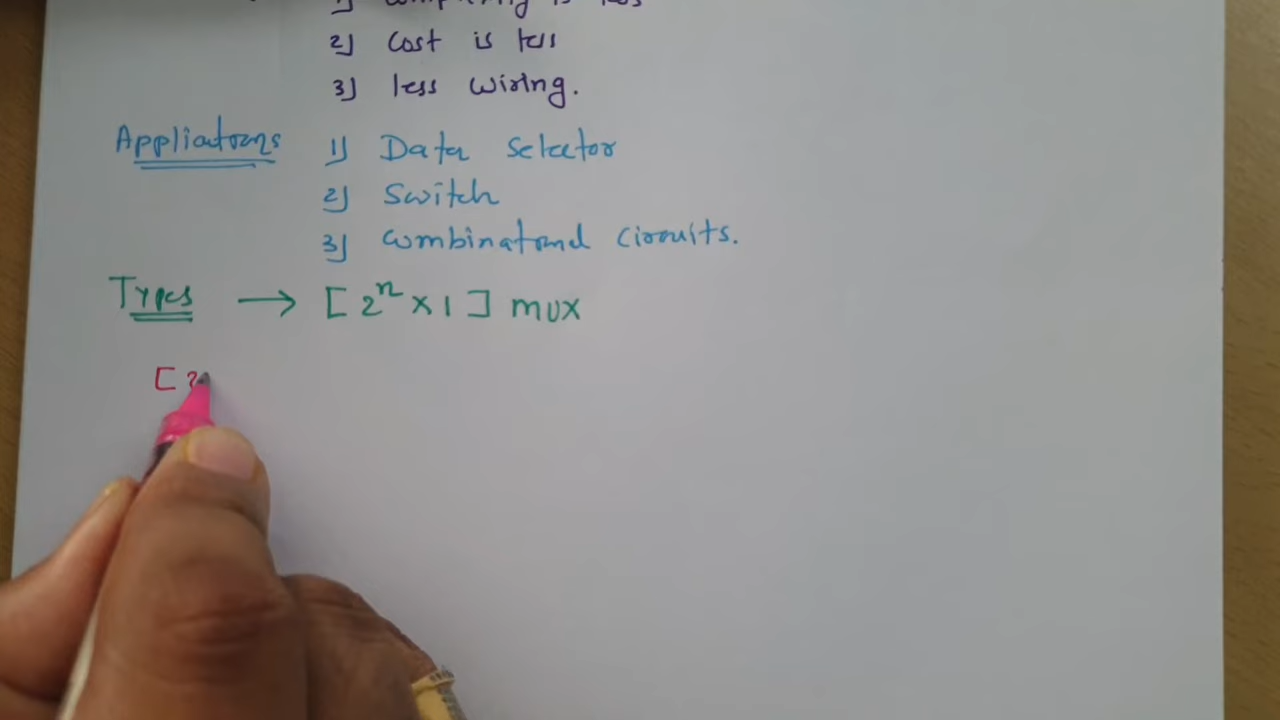 2) Cost is less
3) less wiring.
Applications 1) Data selector
2) Switch
3) combinational circuits.
Types → [2ⁿ×1] mux
[2